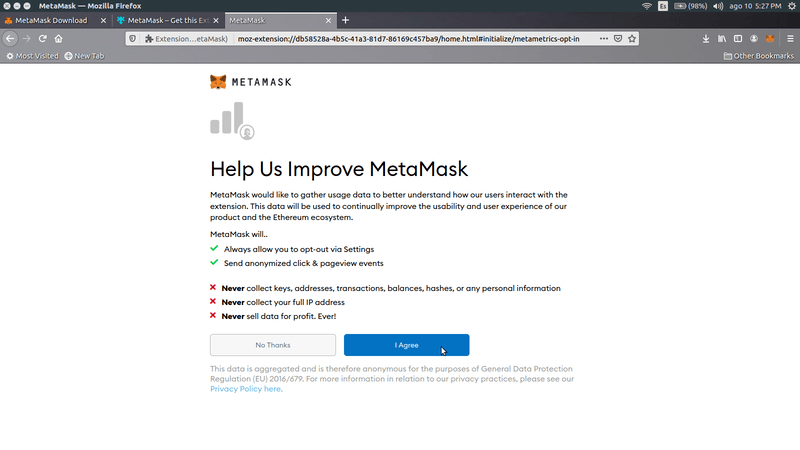 MetaMask — Mozilla Firefox
Es
(98%)
ago 10 5:27 PM
MetaMask Download
MetaMask – Get this Ext
MetaMask
Extension...etaMask)
moz-extension://db58528a-4b5c-41a3-81d7-86169c457ba9/home.html#initialize/metametrics-opt-in
Most Visited
New Tab
Other Bookmarks
METAMASK
Help Us Improve MetaMask
MetaMask would like to gather usage data to better understand how our users interact with the
extension. This data will be used to continually improve the usability and user experience of our
product and the Ethereum ecosystem.
MetaMask will..
Always allow you to opt-out via Settings
Send anonymized click & pageview events
Never collect keys, addresses, transactions, balances, hashes, or any personal information
Never collect your full IP address
Never sell data for profit. Ever!
No Thanks
I Agree
This data is aggregated and is therefore anonymous for the purposes of General Data Protection
Regulation (EU) 2016/679. For more information in relation to our privacy practices, please see our
Privacy Policy here.